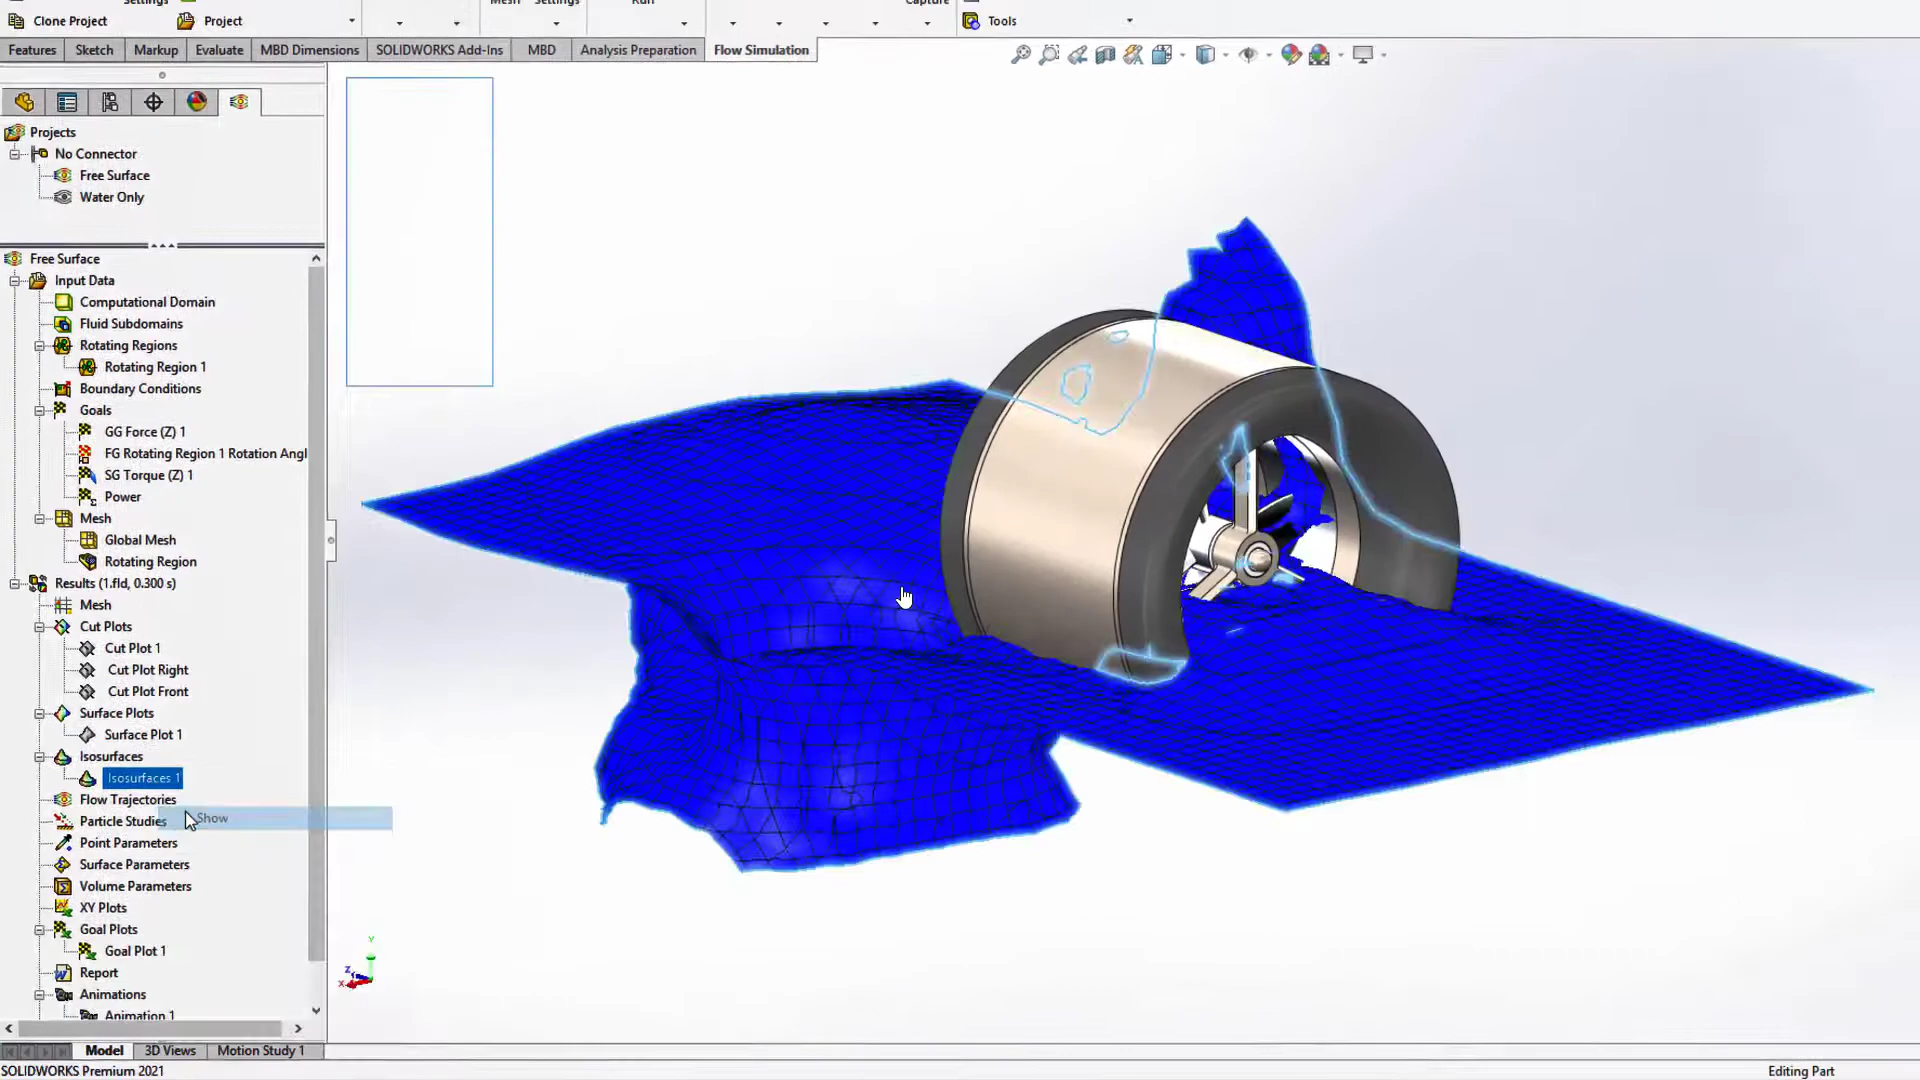 Settings
Mesh
Settings
Run
Capture
Clone Project
Project
Tools
Features
Sketch
Markup
Evaluate
MBD Dimensions
SOLIDWORKS Add-Ins
MBD
Analysis Preparation
Flow Simulation
Projects
No Connector
Free Surface
Water Only
Free Surface
Input Data
Computational Domain
Fluid Subdomains
Rotating Regions
Rotating Region 1
Boundary Conditions
Goals
GG Force (Z) 1
FG Rotating Region 1 Rotation Angl
SG Torque (Z) 1
Power
Mesh
Global Mesh
Rotating Region
Results (1.fld, 0.300 s)
Mesh
Cut Plots
Cut Plot 1
Cut Plot Right
Cut Plot Front
Surface Plots
Surface Plot 1
Isosurfaces
Isosurfaces 1
Flow Trajectories
Show
Particle Studies
Point Parameters
Surface Parameters
Volume Parameters
XY Plots
Goal Plots
Goal Plot 1
Report
Animations
Animation 1
Y
Z
X
Model
3D Views
Motion Study 1
SOLIDWORKS Premium 2021
Editing Part